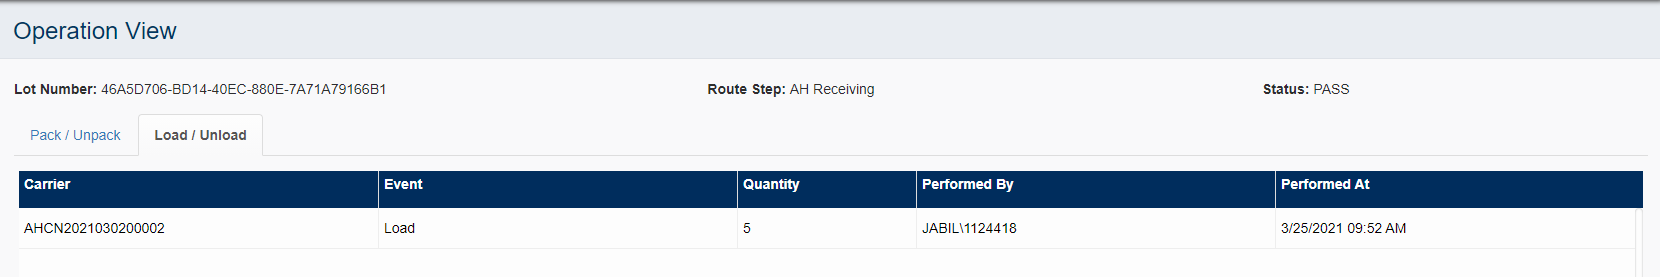 Operation View
Lot Number: 46A5D706-BD14-40EC-880E-7A71A79166B1 Route Step: AH Receiving Status: PASS
Pack / Unpack Load / Unload
Carrier Event Quantity Performed By Performed At
AHCN2021030200002 Load 5 JABIL\1124418 3/25/2021 09:52 AM